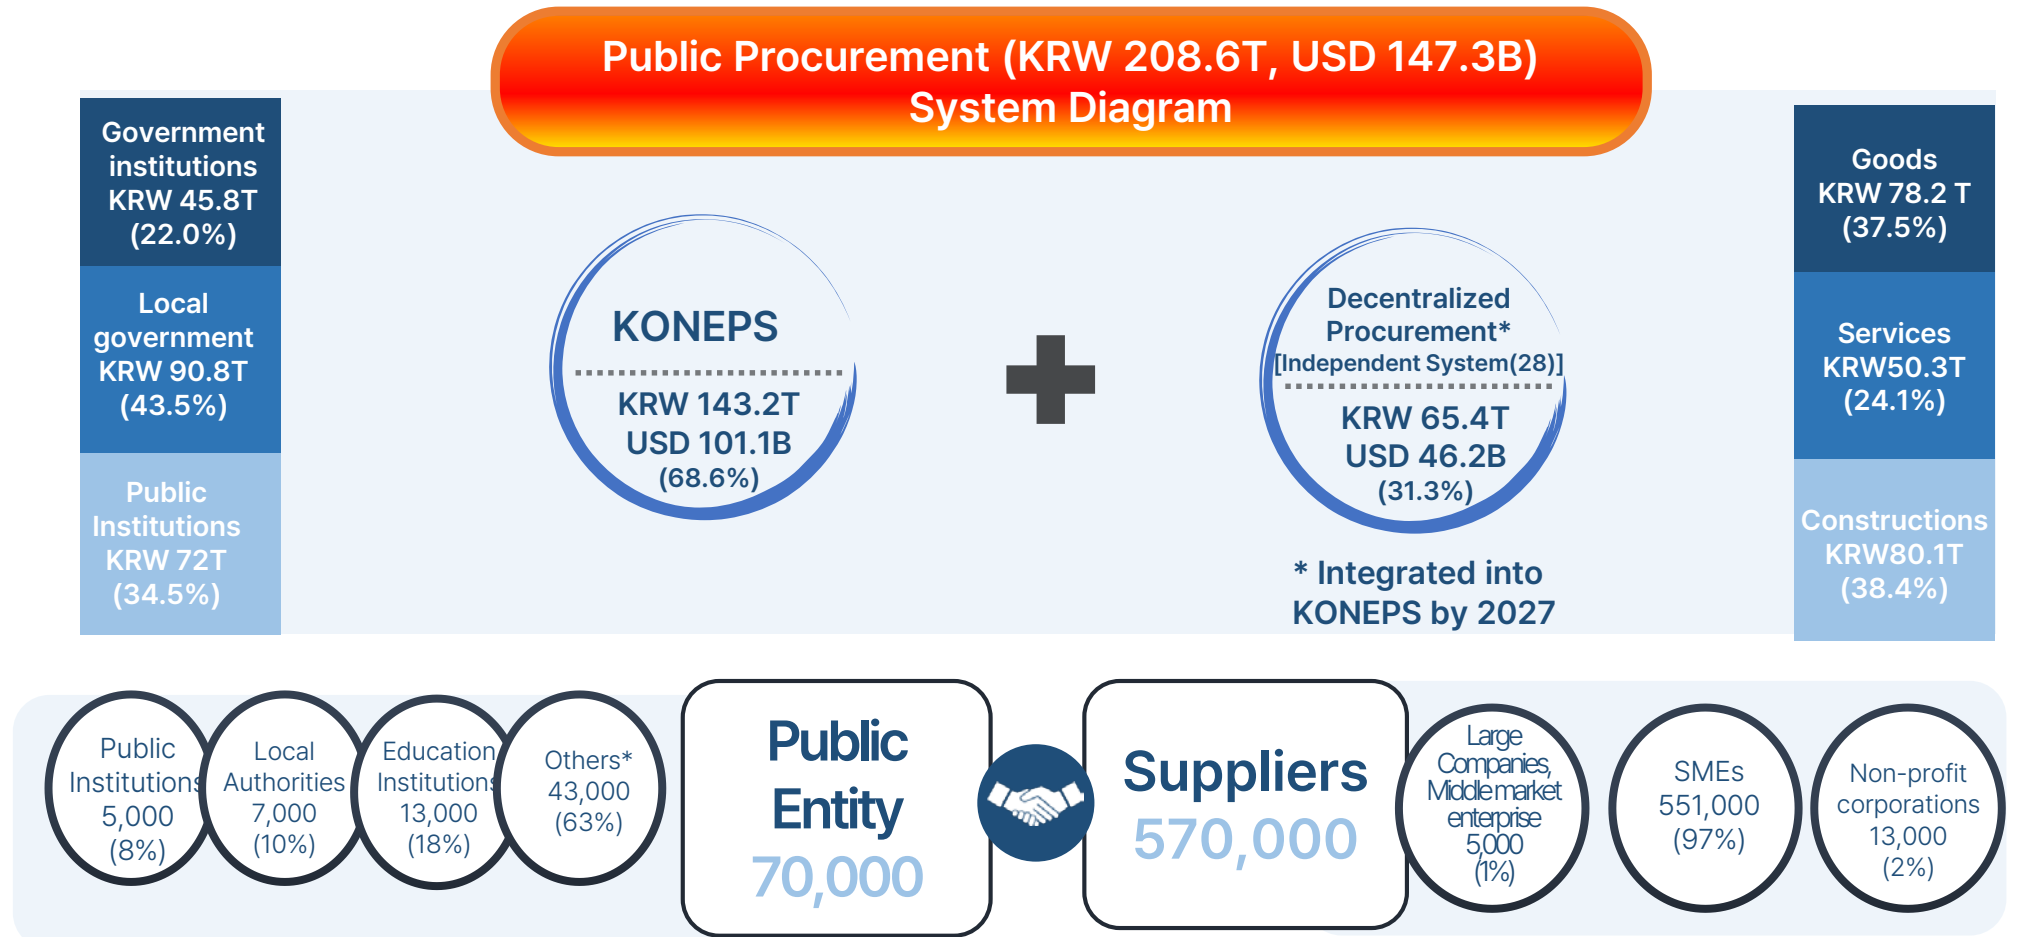 Public Procurement (KRW 208.6T, USD 147.3B)
System Diagram
Government
institutions
KRW 45.8T
(22.0%)
Local
government
KRW 90.8T
(43.5%)
Public
Institutions
KRW 72T
(34.5%)
KONEPS
KRW 143.2T
USD 101.1B
(68.6%)
Decentralized
Procurement*
[Independent System(28)]
KRW 65.4T
USD 46.2B
(31.3%)
* Integrated into
KONEPS by 2027
Goods
KRW 78.2 T
(37.5%)
Services
KRW50.3T
(24.1%)
Constructions
KRW80.1T
(38.4%)
Public
Institutions
5,000
(8%)
Local
Authorities
7,000
(10%)
Education
Institutions
13,000
(18%)
Others*
43,000
(63%)
Public
Entity
70,000
Suppliers
570,000
Large
Companies,
Middle market
enterprise
5,000
(1%)
SMEs
551,000
(97%)
Non-profit
corporations
13,000
(2%)